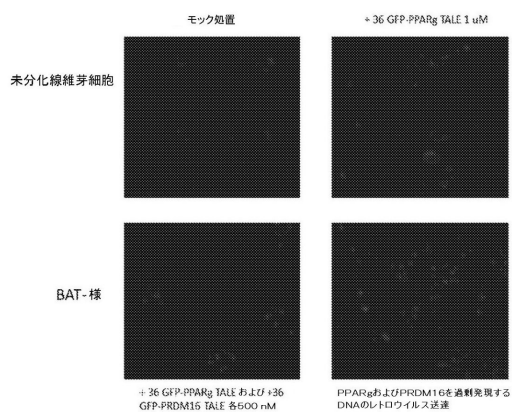 モック処置
+ 36 GFP-PPARg TALE 1 uM
未分化線維芽細胞
BAT-様
+ 36 GFP-PPARg TALE および +36
GFP-PRDM16 TALE 各500 nM
PPARgおよびPRDM16を過剰発現する
DNAのレトロウイルス送達